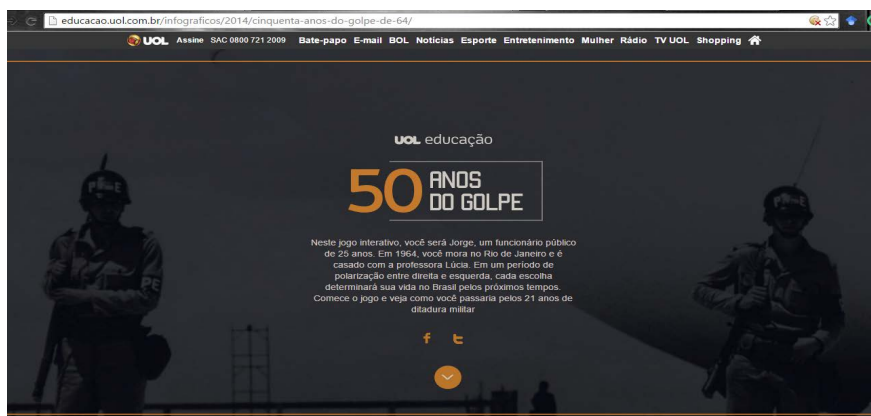 educacao.uol.com.br/infograficos/2014/cinquenta-anos-do-golpe-de-64/
UOL Assine SAC 0800 721 2009 Bate-papo E-mail BOL Notícias Esporte Entretenimento Mulher Rádio TV UOL Shopping
UOL educação
50 ANOS
DO GOLPE
Neste jogo interativo, você será Jorge, um funcionário público
de 25 anos. Em 1964, você mora no Rio de Janeiro e é
casado com a professora Lúcia. Em um período de
polarização entre direita e esquerda, cada escolha
determinará sua vida no Brasil pelos próximos tempos.
Comece o jogo e veja como você passaria pelos 21 anos de
ditadura militar
PE
PE